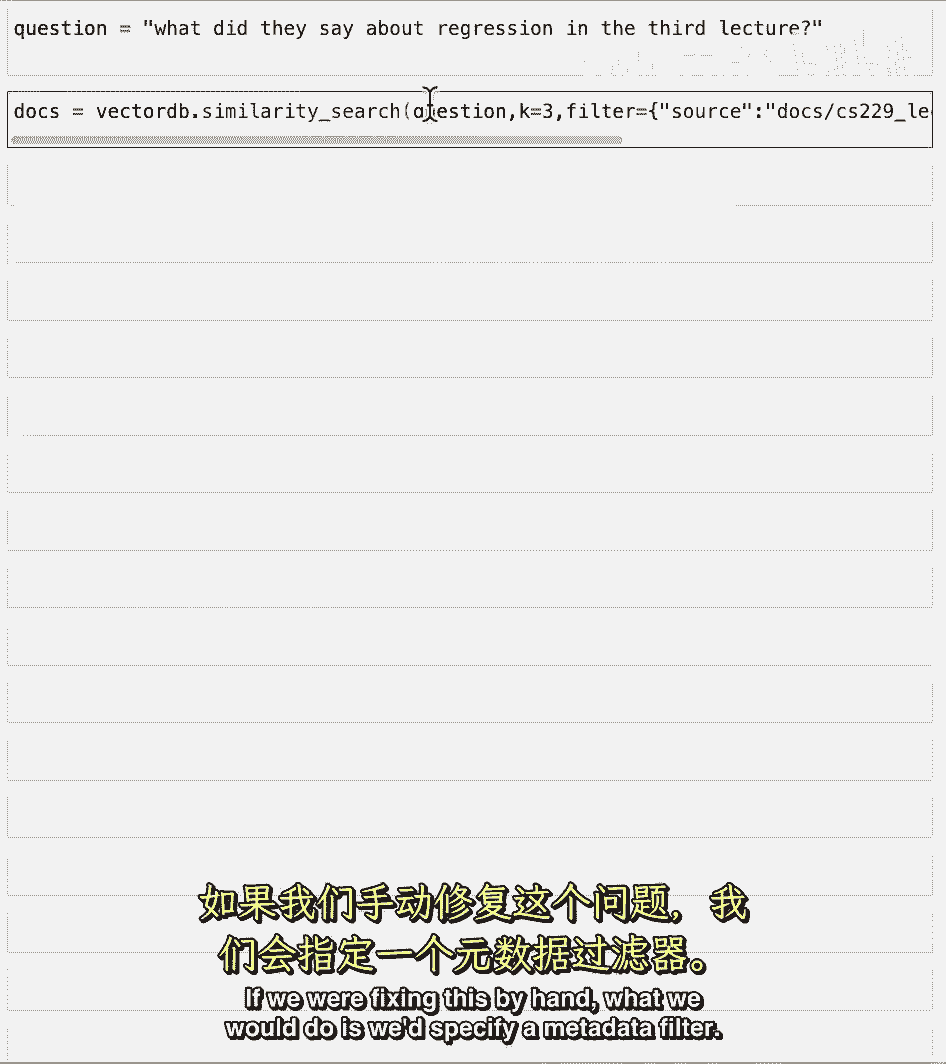 question = "what did they say about regression in the third lecture?"
docs = vectordb.similarity_search(question,k=3,filter={"source":"docs/cs229_le
如果我们手动修复这个问题，我
们会指定一个元数据过滤器。
If we were fixing this by hand, what we
would do is we'd specify a metadata filter.